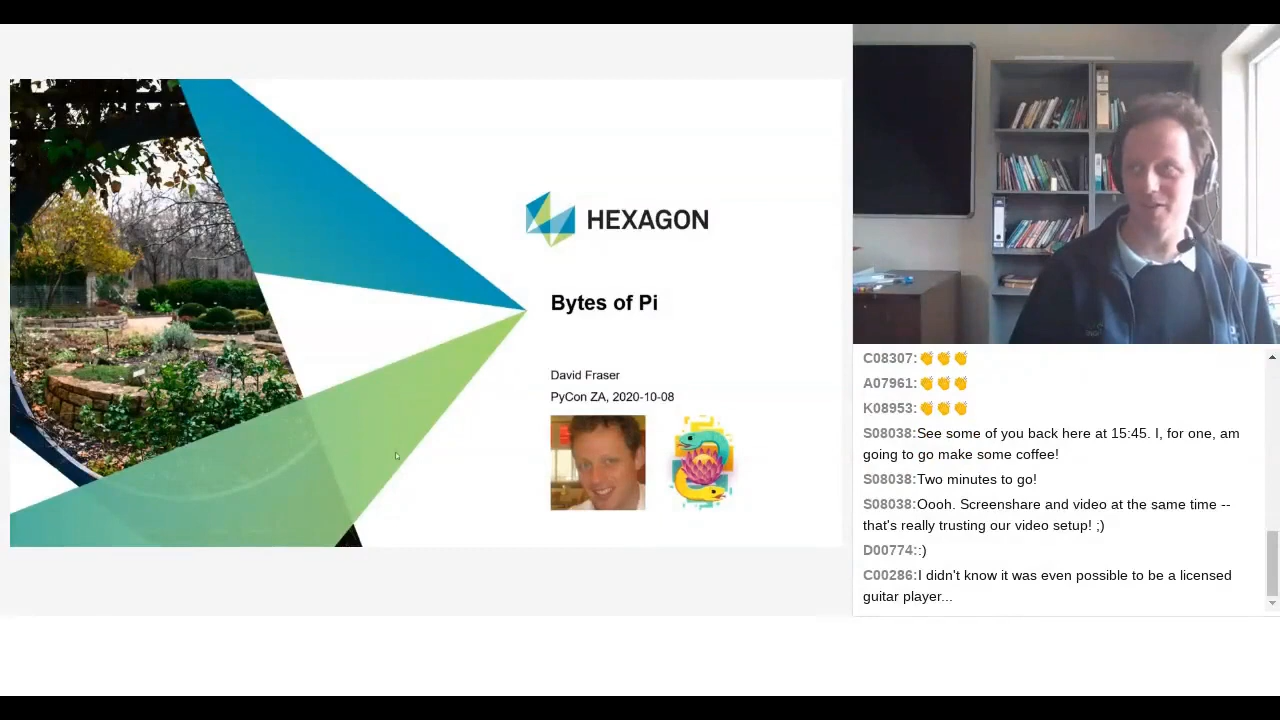 HEXAGON
Bytes of Pi
David Fraser
PyCon ZA, 2020-10-08
C08307:👏👏👏
A07961:👏👏👏
K08953:👏👏👏
S08038:See some of you back here at 15:45. I, for one, am
going to go make some coffee!
S08038:Two minutes to go!
S08038:Oooh. Screenshare and video at the same time --
that's really trusting our video setup! ;)
D00774::)
C00286:I didn't know it was even possible to be a licensed
guitar player...